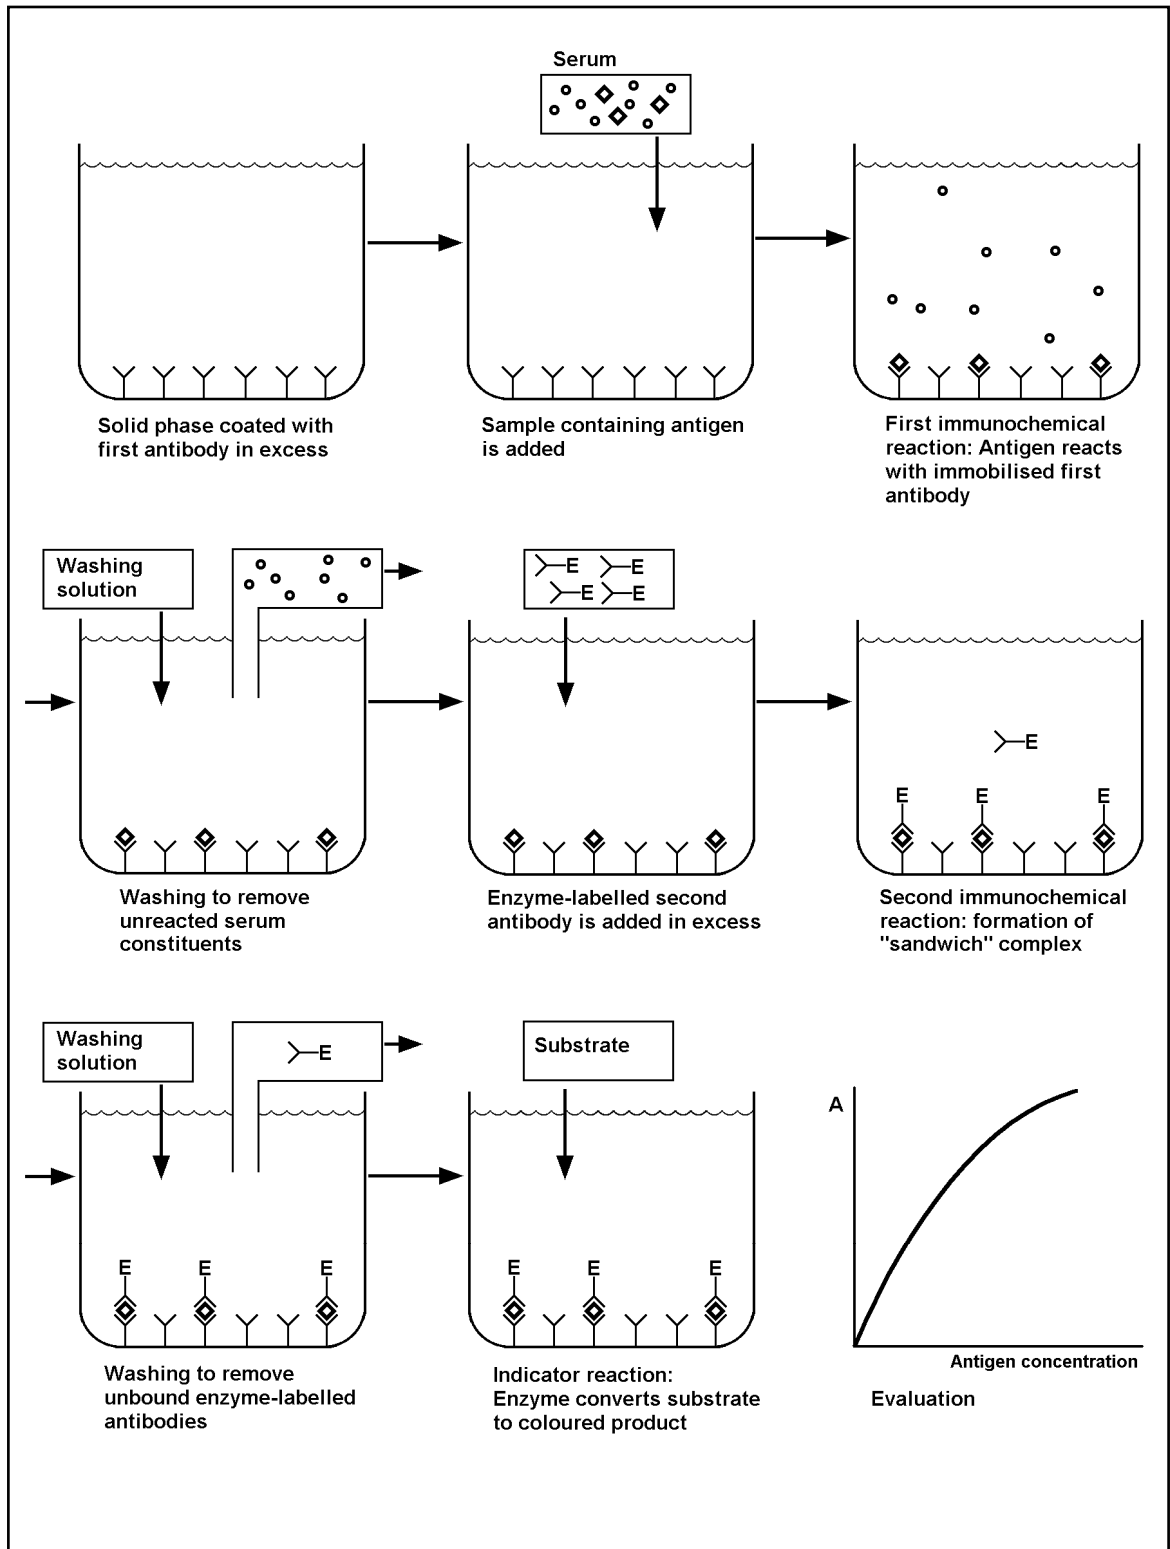 Serum
Solid phase coated with
first antibody in excess
Sample containing antigen
is added
First immunochemical
reaction: Antigen reacts
with immobilised first
antibody
Washing
solution
E
E
E
E
E
E
E
E
Washing to remove
unreacted serum
constituents
Enzyme-labelled second
antibody is added in excess
Second immunochemical
reaction: formation of
"sandwich" complex
Washing
solution
E
Substrate
A
E
E
E
E
E
E
Antigen concentration
Washing to remove
unbound enzyme-labelled
antibodies
Indicator reaction:
Enzyme converts substrate
to coloured product
Evaluation